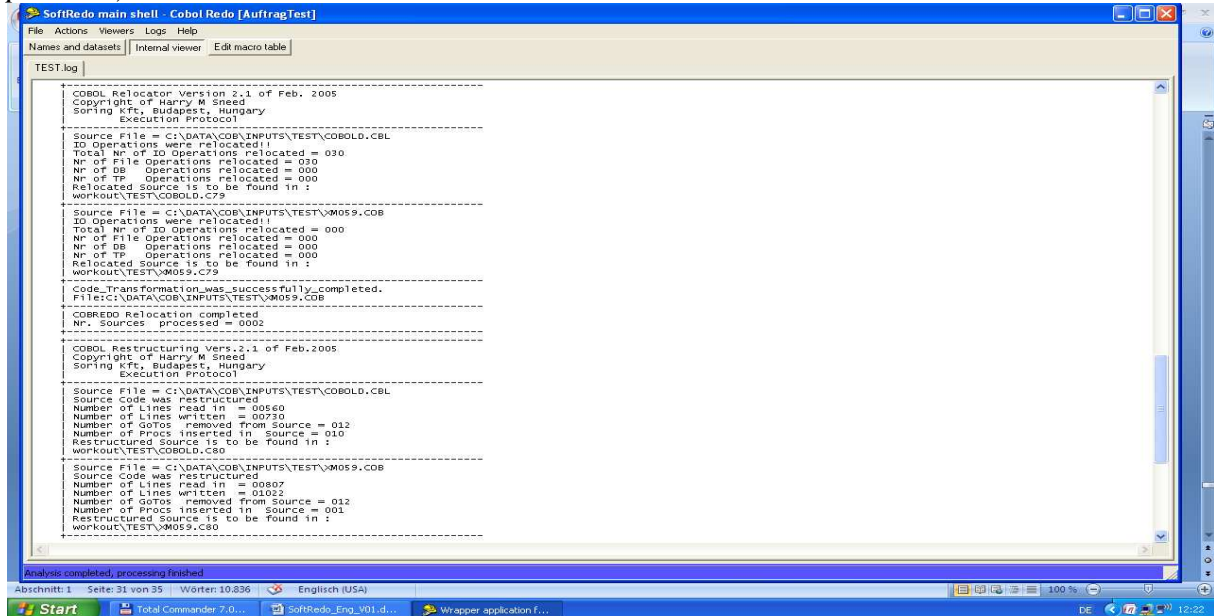 SoftRedo main shell - Cobol Redo [AuftragTest]
File Actions Viewers Logs Help
Names and datasets Internal viewer Edit macro table
TEST.log
+------------------------------------------------------------
| COBOL Relocator Version 2.1 of Feb. 2005
| Copyright of Harry M Sneed
| Soring Kft, Budapest, Hungary
| Execution Protocol
+------------------------------------------------------------
| Source File = C:\DATA\COB\INPUTS\TEST\COBOLD.CBL
| IO Operations were relocated!!
| Total Nr of IO Operations relocated = 030
| Nr of File Operations relocated = 030
| Nr of DB Operations relocated = 000
| Nr of TP Operations relocated = 000
| Relocated Source is to be found in :
| workout\TEST\COBOLD.C79
+------------------------------------------------------------
| Source File = C:\DATA\COB\INPUTS\TEST\XM059.COB
| IO Operations were relocated!!
| Total Nr of IO Operations relocated = 000
| Nr of File Operations relocated = 000
| Nr of DB Operations relocated = 000
| Nr of TP Operations relocated = 000
| Relocated Source is to be found in :
| workout\TEST\XM059.C79
+------------------------------------------------------------
| Code_Transformation_was_successfully_completed.
| File:C:\DATA\COB\INPUTS\TEST\XM059.COB
+------------------------------------------------------------
| COBREDO Relocation completed
| Nr. Sources processed = 0002
+------------------------------------------------------------
+------------------------------------------------------------
| COBOL Restructuring Vers.2.1 of Feb.2005
| Copyright of Harry M Sneed
| Soring Kft, Budapest, Hungary
| Execution Protocol
+------------------------------------------------------------
| Source File = C:\DATA\COB\INPUTS\TEST\COBOLD.CBL
| Source Code was restructured
| Number of Lines read in = 00560
| Number of Lines written = 00730
| Number of GoTos removed from Source = 012
| Number of Procs inserted in Source = 010
| Restructured Source is to be found in :
| workout\TEST\COBOLD.C80
+------------------------------------------------------------
| Source File = C:\DATA\COB\INPUTS\TEST\XM059.COB
| Source Code was restructured
| Number of Lines read in = 00807
| Number of Lines written = 01022
| Number of GoTos removed from Source = 012
| Number of Procs inserted in Source = 001
| Restructured Source is to be found in :
| workout\TEST\XM059.C80
+------------------------------------------------------------
Analysis completed, processing finished
Abschnitt: 1 Seite: 31 von 35 Wörter: 10.836 Englisch (USA) 100 %
Start Total Commander 7.0... SoftRedo_Eng_V01.d... Wrapper application f... DE 12:22